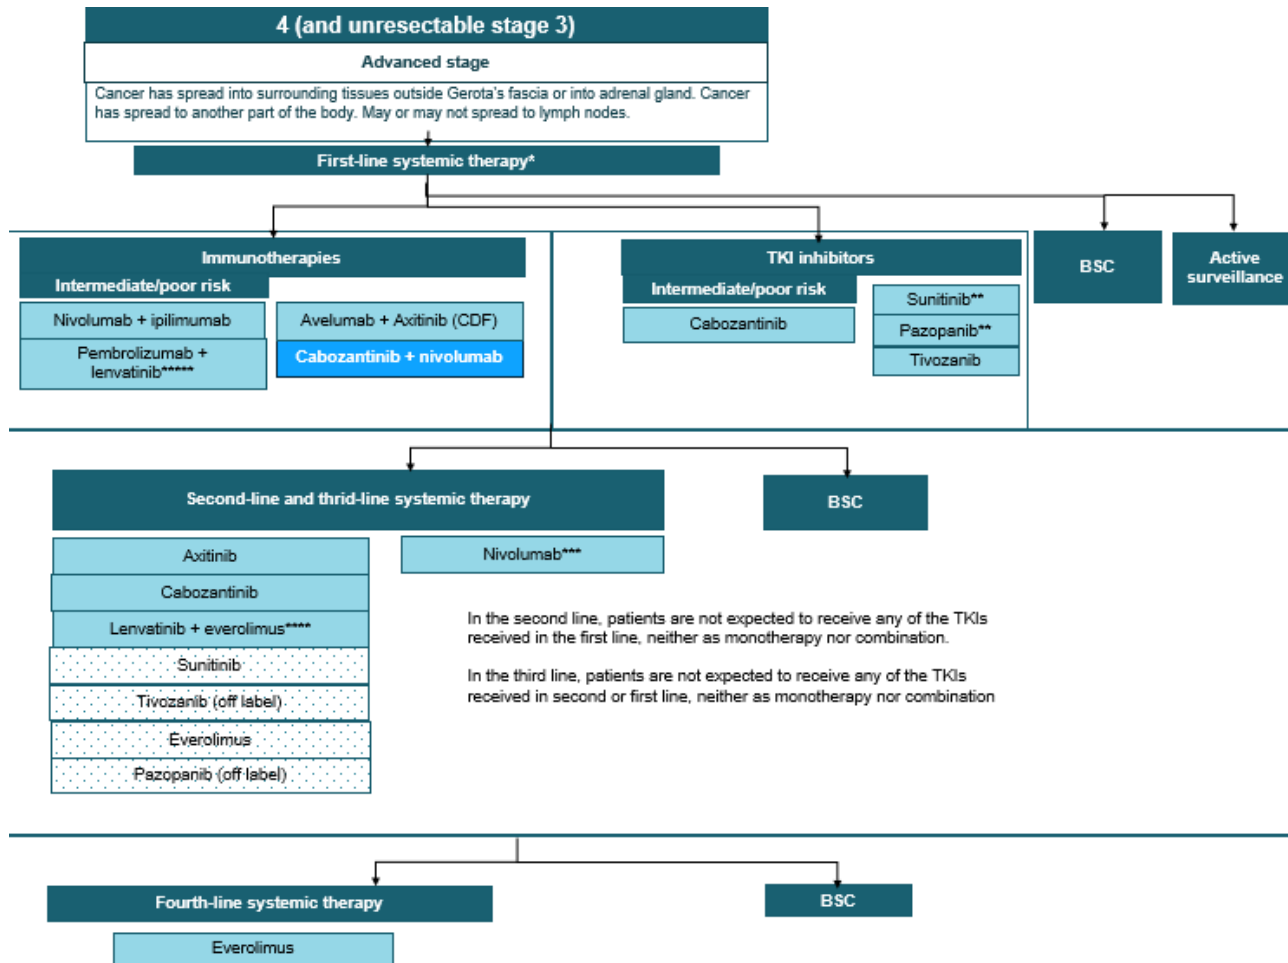 4 (and unresectable stage 3)
Advanced stage
Cancer has spread into surrounding tissues outside Gerota's fascia or into adrenal gland. Cancer
has spread to another part of the body. May or may not spread to lymph nodes.
First-line systemic therapy*
Immunotherapies
Intermediate/poor risk
Nivolumab + ipilimumab
Pembrolizumab +
lenvatinib*****
Avelumab + Axitinib (CDF)
Cabozantinib + nivolumab
TKI inhibitors
Intermediate/poor risk
Cabozantinib
Sunitinib**
Pazopanib**
Tivozanib
BSC
Active
surveillance
Second-line and thrid-line systemic therapy
Axitinib
Cabozantinib
Lenvatinib + everolimus****
Sunitinib
Tivozanib (off label)
Everolimus
Pazopanib (off label)
Nivolumab***
BSC
In the second line, patients are not expected to receive any of the TKIs
received in the first line, neither as monotherapy nor combination.
In the third line, patients are not expected to receive any of the TKIs
received in second or first line, neither as monotherapy nor combination
Fourth-line systemic therapy
Everolimus
BSC